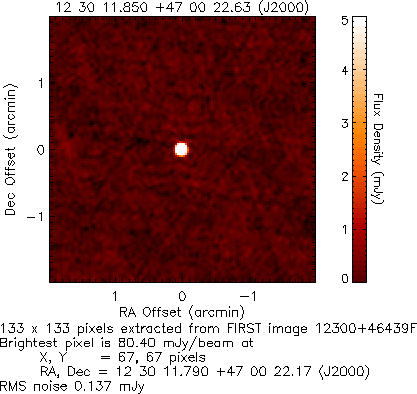 12 30 11.850 +47 00 22.63 (J2000)
Dec Offset (arcmin)
1
0
−1
5
4
3
2
1
0
Flux Density (mJy)
1 0 −1
RA Offset (arcmin)
133 x 133 pixels extracted from FIRST image 12300+46439F
Brightest pixel is 80.40 mJy/beam at
X, Y = 67, 67 pixels
RA, Dec = 12 30 11.790 +47 00 22.17 (J2000)
RMS noise 0.137 mJy